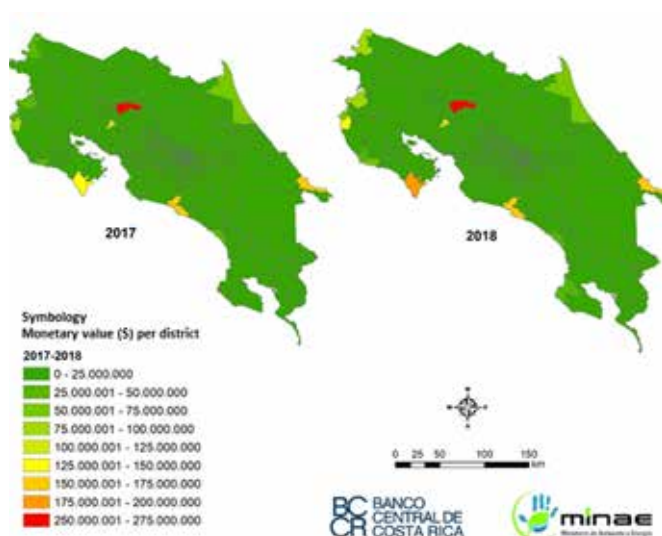 2017
2018
Symbology
Monetary value ($) per district
2017-2018
0 - 25.000.000
25.000.001 - 50.000.000
50.000.001 - 75.000.000
75.000.001 - 100.000.000
100.000.001 - 125.000.000
125.000.001 - 150.000.000
150.000.001 - 175.000.000
175.000.001 - 200.000.000
250.000.001 - 275.000.000
0 25 50 100 150
km
BC BANCO
CENTRAL DE
CR COSTA RICA
minae